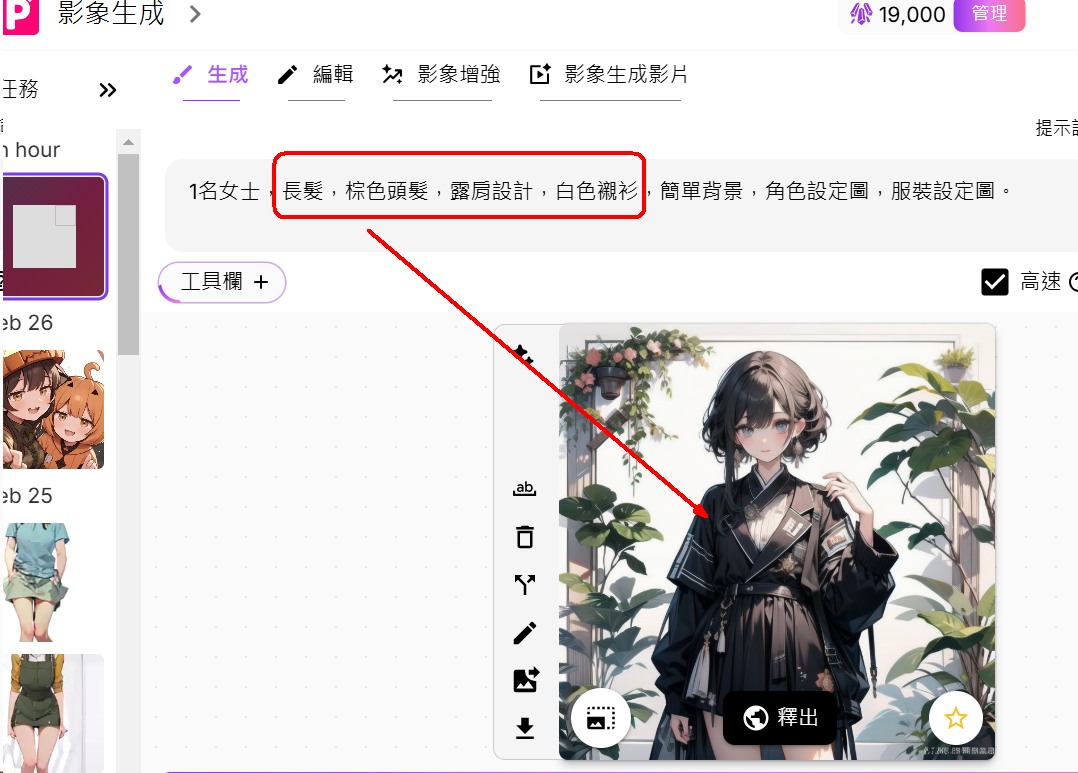 影象生成
19,000
管理
任務
生成
編輯
影象增強
影象生成影片
hour
1名女士，長髮，棕色頭髮，露肩設計，白色襯衫，簡單背景，角色設定圖，服裝設定圖。
工具欄 +
高速
eb 26
eb 25
ab
釋出